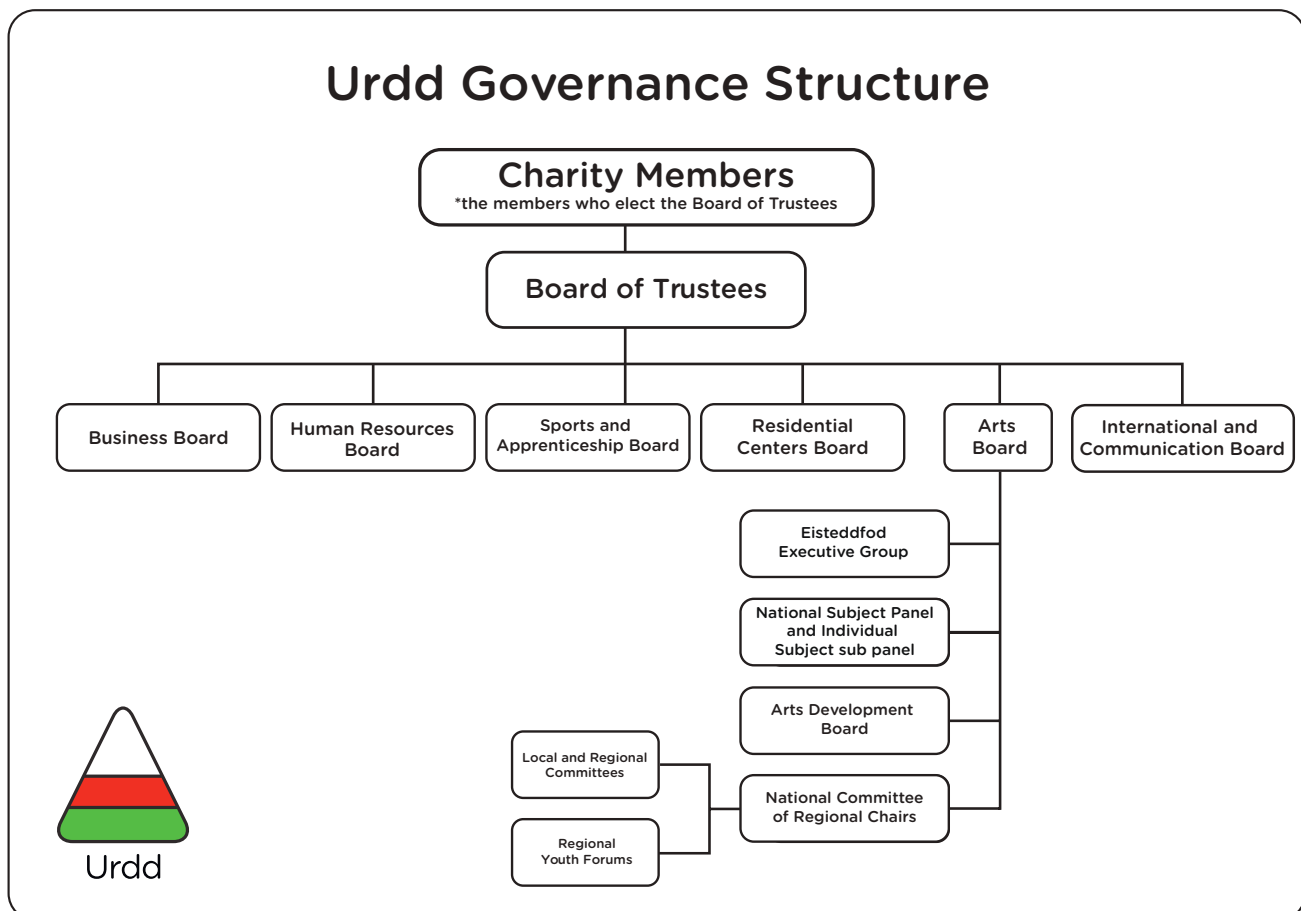 Urdd Governance Structure
Charity Members
*the members who elect the Board of Trustees
Board of Trustees
Business Board
Human Resources
Board
Sports and
Apprenticeship Board
Residential
Centers Board
Arts
Board
International and
Communication Board
Eisteddfod
Executive Group
National Subject Panel
and Individual
Subject sub panel
Arts Development
Board
National Committee
of Regional Chairs
Local and Regional
Committees
Regional
Youth Forums
Urdd